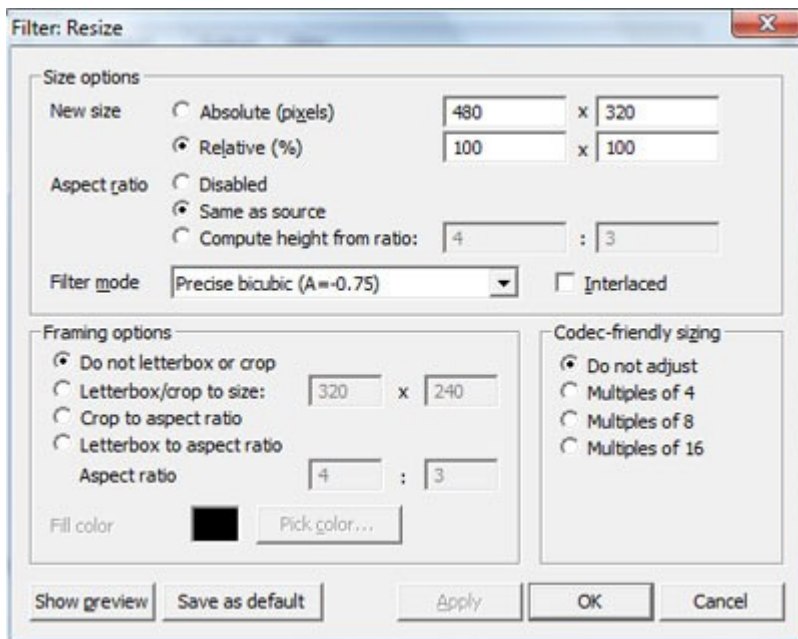 Filter: Resize
Size options
New size Absolute (pixels) 480 x 320
Relative (%) 100 x 100
Aspect ratio Disabled
Same as source
Compute height from ratio: 4 : 3
Filter mode Precise bicubic (A=-0.75) Interlaced
Framing options
Do not letterbox or crop
Letterbox/crop to size: 320 x 240
Crop to aspect ratio
Letterbox to aspect ratio
Aspect ratio 4 : 3
Fill color Pick color...
Codec-friendly sizing
Do not adjust
Multiples of 4
Multiples of 8
Multiples of 16
Show preview Save as default Apply OK Cancel